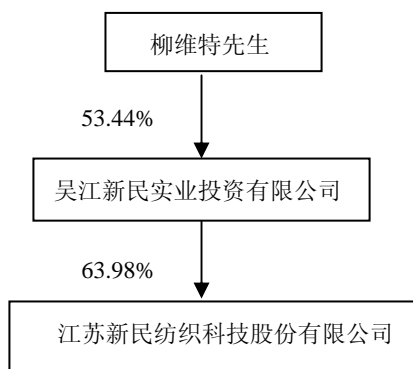 柳维特先生
53.44%
吴江新民实业投资有限公司
63.98%
江苏新民纺织科技股份有限公司